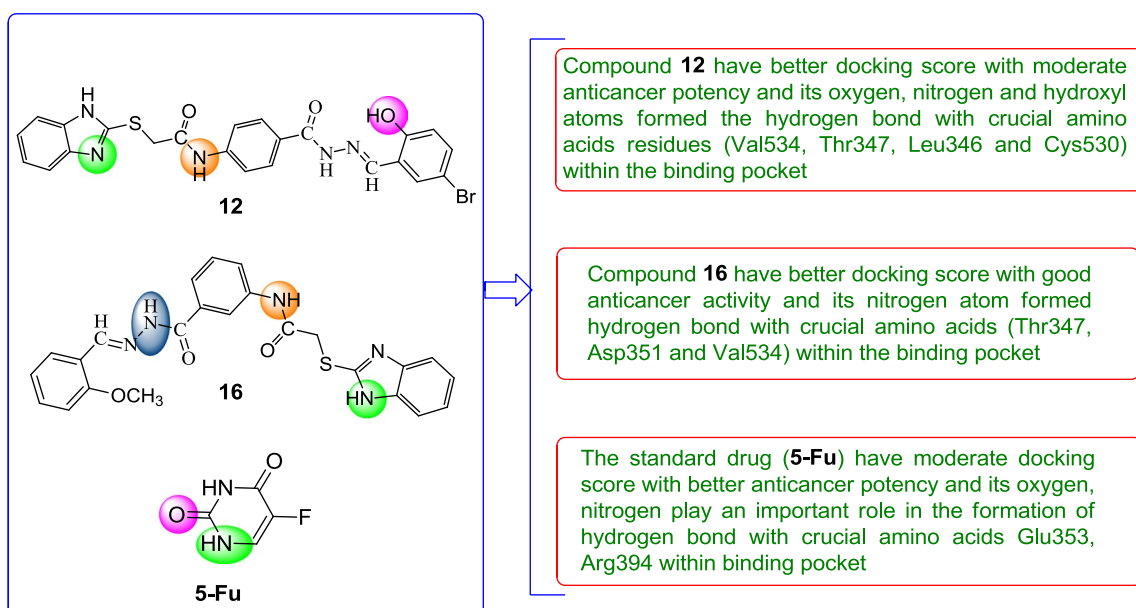 H
N
S
N
O
N
H
O
C
N
H
N
C
H
HO
Br
12
Compound 12 have better docking score with moderate
anticancer potency and its oxygen, nitrogen and hydroxyl
atoms formed the hydrogen bond with crucial amino
acids residues (Val534, Thr347, Leu346 and Cys530)
within the binding pocket
H
C
N
H
N
C
O
OCH3
NH
O
S
N
HN
16
Compound 16 have better docking score with good
anticancer activity and its nitrogen atom formed
hydrogen bond with crucial amino acids (Thr347,
Asp351 and Val534) within the binding pocket
O
HN
O
HN
F
5-Fu
The standard drug (5-Fu) have moderate docking
score with better anticancer potency and its oxygen,
nitrogen play an important role in the formation of
hydrogen bond with crucial amino acids Glu353,
Arg394 within binding pocket